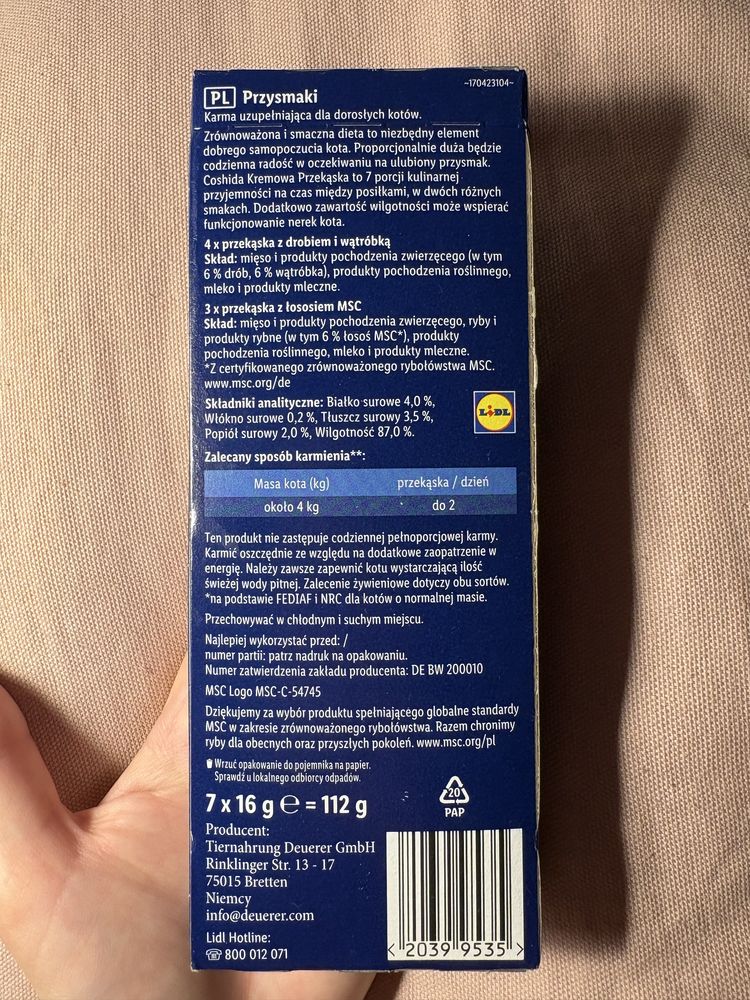 ~170423104~
PL Przysmaki
Karma uzupełniająca dla dorosłych kotów.
Zrównoważona i smaczna dieta to niezbędny element
dobrego samopoczucia kota. Proporcjonalnie duża będzie
codzienna radość w oczekiwaniu na ulubiony przysmak.
Coshida Kremowa Przekąska to 7 porcji kulinarnej
przyjemności na czas między posiłkami, w dwóch różnych
smakach. Dodatkowo zawartość wilgotności może wspierać
funkcjonowanie nerek kota.
4 x przekąska z drobiem i wątróbką
Skład: mięso i produkty pochodzenia zwierzęcego (w tym
6 % drób, 6 % wątróbka), produkty pochodzenia roślinnego,
mleko i produkty mleczne.
3 x przekąska z łososiem MSC
Skład: mięso i produkty pochodzenia zwierzęcego, ryby i
produkty rybne (w tym 6 % łosoś MSC*), produkty
pochodzenia roślinnego, mleko i produkty mleczne.
*Z certyfikowanego zrównoważonego rybołówstwa MSC.
www.msc.org/de
Składniki analityczne: Białko surowe 4,0 %,
Włókno surowe 0,2 %, Tłuszcz surowy 3,5 %,
Popiół surowy 2,0 %, Wilgotność 87,0 %.
LIDL
Zalecany sposób karmienia**:
Masa kota (kg) przekąska / dzień
około 4 kg do 2
Ten produkt nie zastępuje codziennej pełnoporcjowej karmy.
Karmić oszczędnie ze względu na dodatkowe zaopatrzenie w
energię. Należy zawsze zapewnić kotu wystarczającą ilość
świeżej wody pitnej. Zalecenie żywieniowe dotyczy obu sortów.
*na podstawie FEDIAF i NRC dla kotów o normalnej masie.
Przechowywać w chłodnym i suchym miejscu.
Najlepiej wykorzystać przed: /
numer partii: patrz nadruk na opakowaniu.
Numer zatwierdzenia zakładu producenta: DE BW 200010
MSC Logo MSC-C-54745
Dziękujemy za wybór produktu spełniającego globalne standardy
MSC w zakresie zrównoważonego rybołówstwa. Razem chronimy
ryby dla obecnych oraz przyszłych pokoleń. www.msc.org/pl
Wrzuć opakowanie do pojemnika na papier.
Sprawdź u lokalnego odbiorcy odpadów.
7 x 16 g ℮ = 112 g
20
PAP
Producent:
Tiernahrung Deuerer GmbH
Rinklinger Str. 13 - 17
75015 Bretten
Niemcy
info@deuerer.com
Lidl Hotline:
☎ 800 012 071
< 2039 9535 >